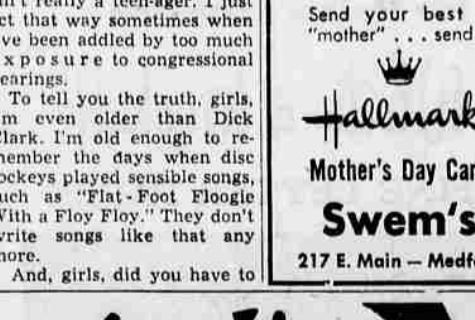 really a teen-ager. I just
ct that way sometimes when
've been addled by too much
x p o s u r e to congressional
earings.
To tell you the truth, girls,
'm even older than Dick
Clark. I'm old enough to re-
member the days when disc
ockeys played sensible songs,
uch as "Flat-Foot Floogie
With a Floy Floy." They don't
write songs like that any
more.
And, girls, did you have to
Send your best
"mother" . . . send
Hallmark
Mother's Day Car
Swem's
217 E. Main — Medf